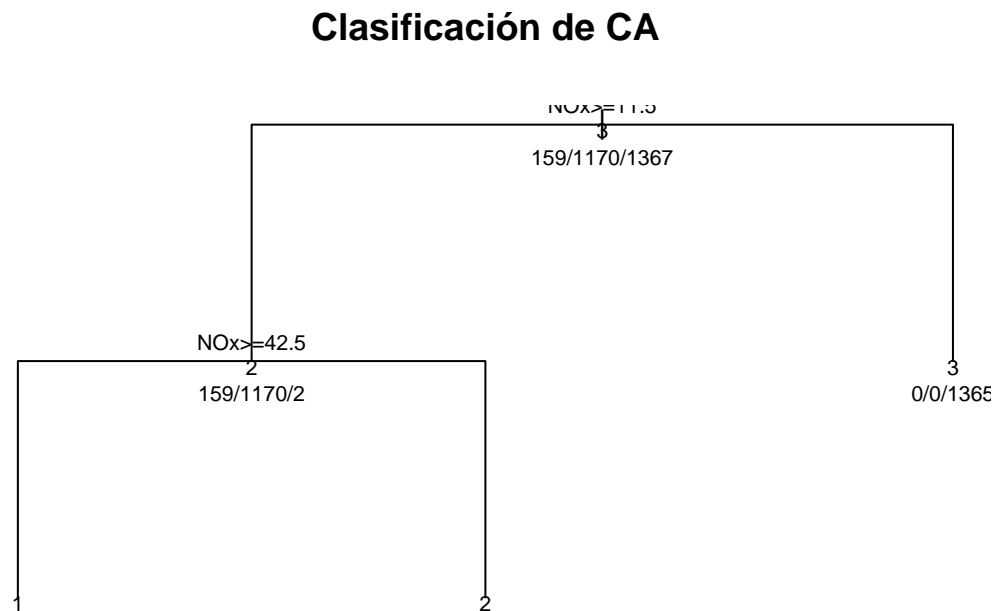 Clasificación de CA
NOx>=11.5
3
159/1170/1367
NOx>=42.5
2
159/1170/2
3
0/0/1365
1
2